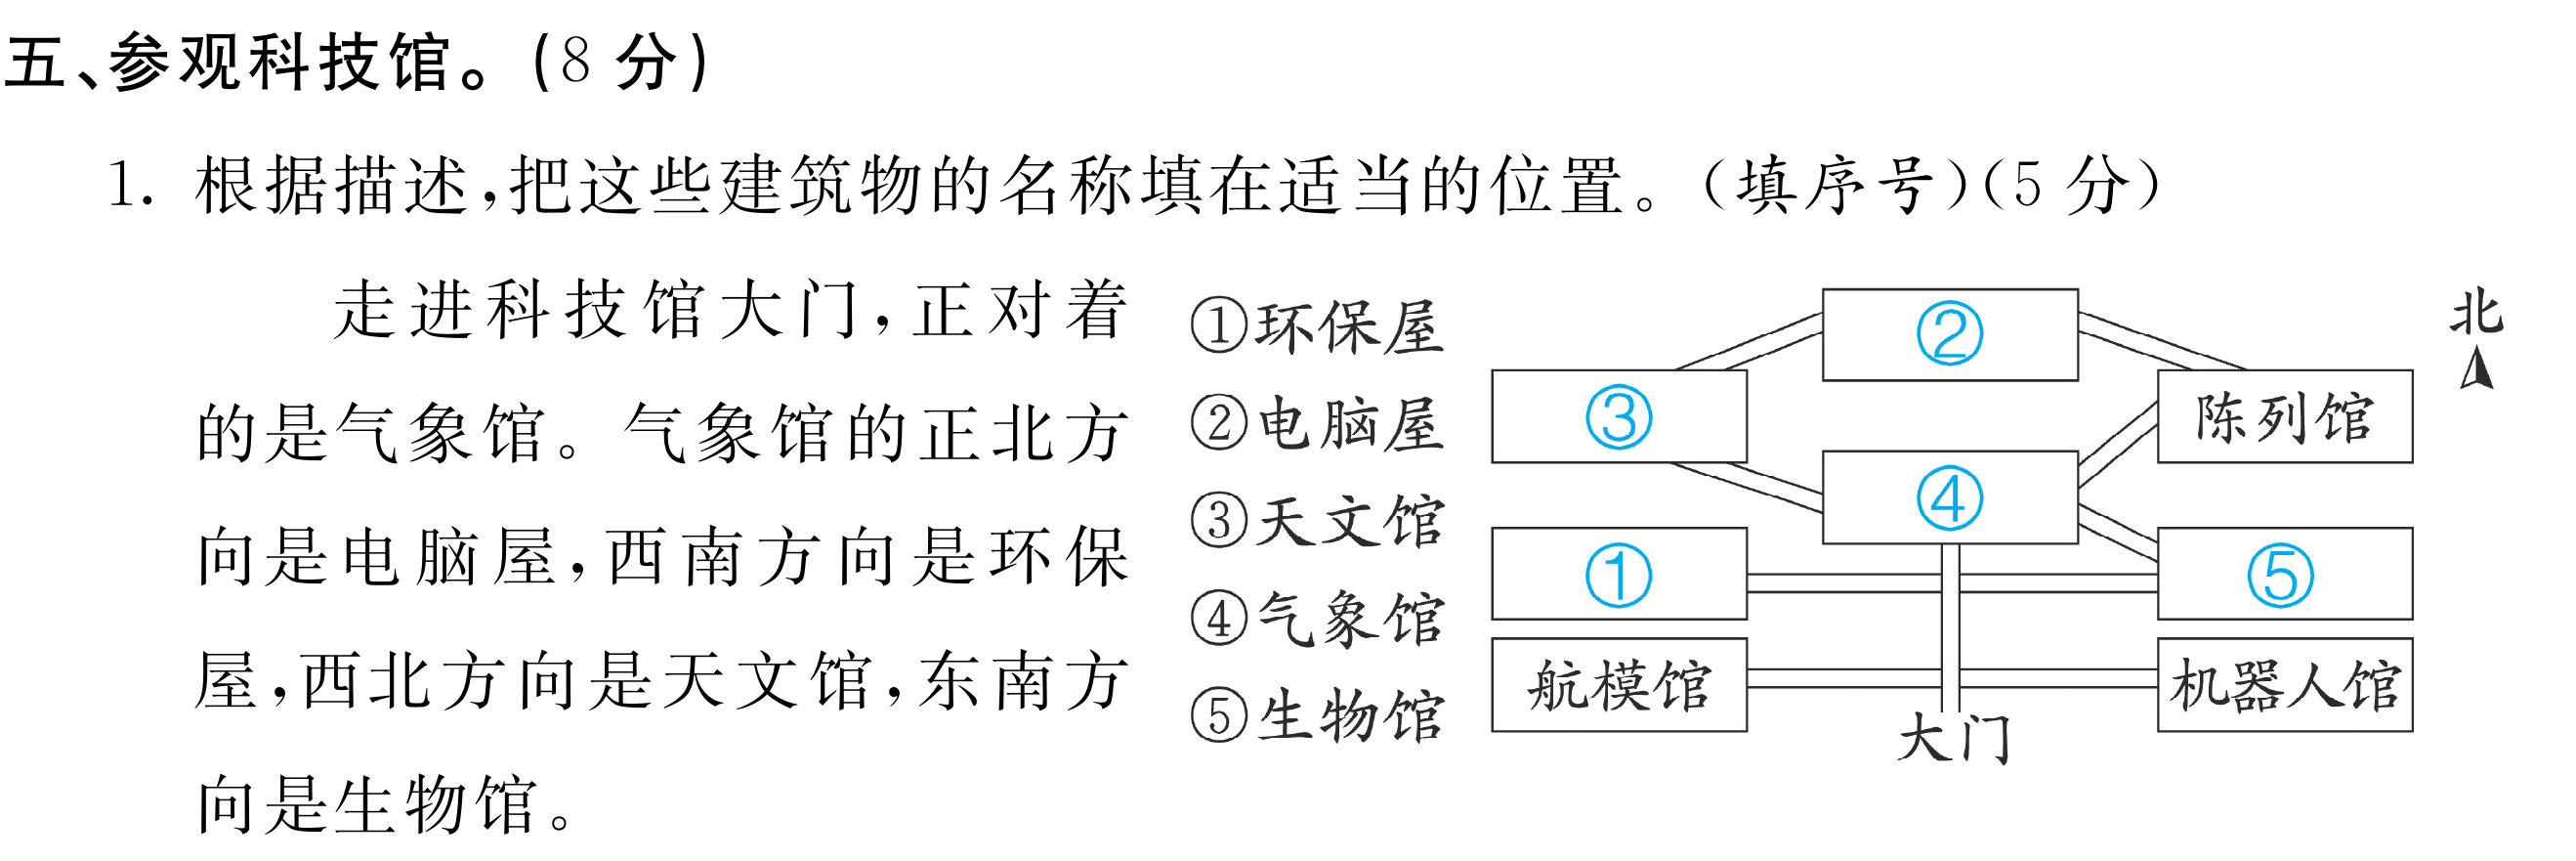 五、参观科技馆。(8 分)
1. 根据描述,把这些建筑物的名称填在适当的位置。(填序号)(5 分)
走进科技馆大门,正对着
的是气象馆。气象馆的正北方
向是电脑屋,西南方向是环保
屋,西北方向是天文馆,东南方
向是生物馆。
①环保屋
②电脑屋
③天文馆
④气象馆
⑤生物馆
②
北
③
陈列馆
④
①
⑤
航模馆
机器人馆
大门